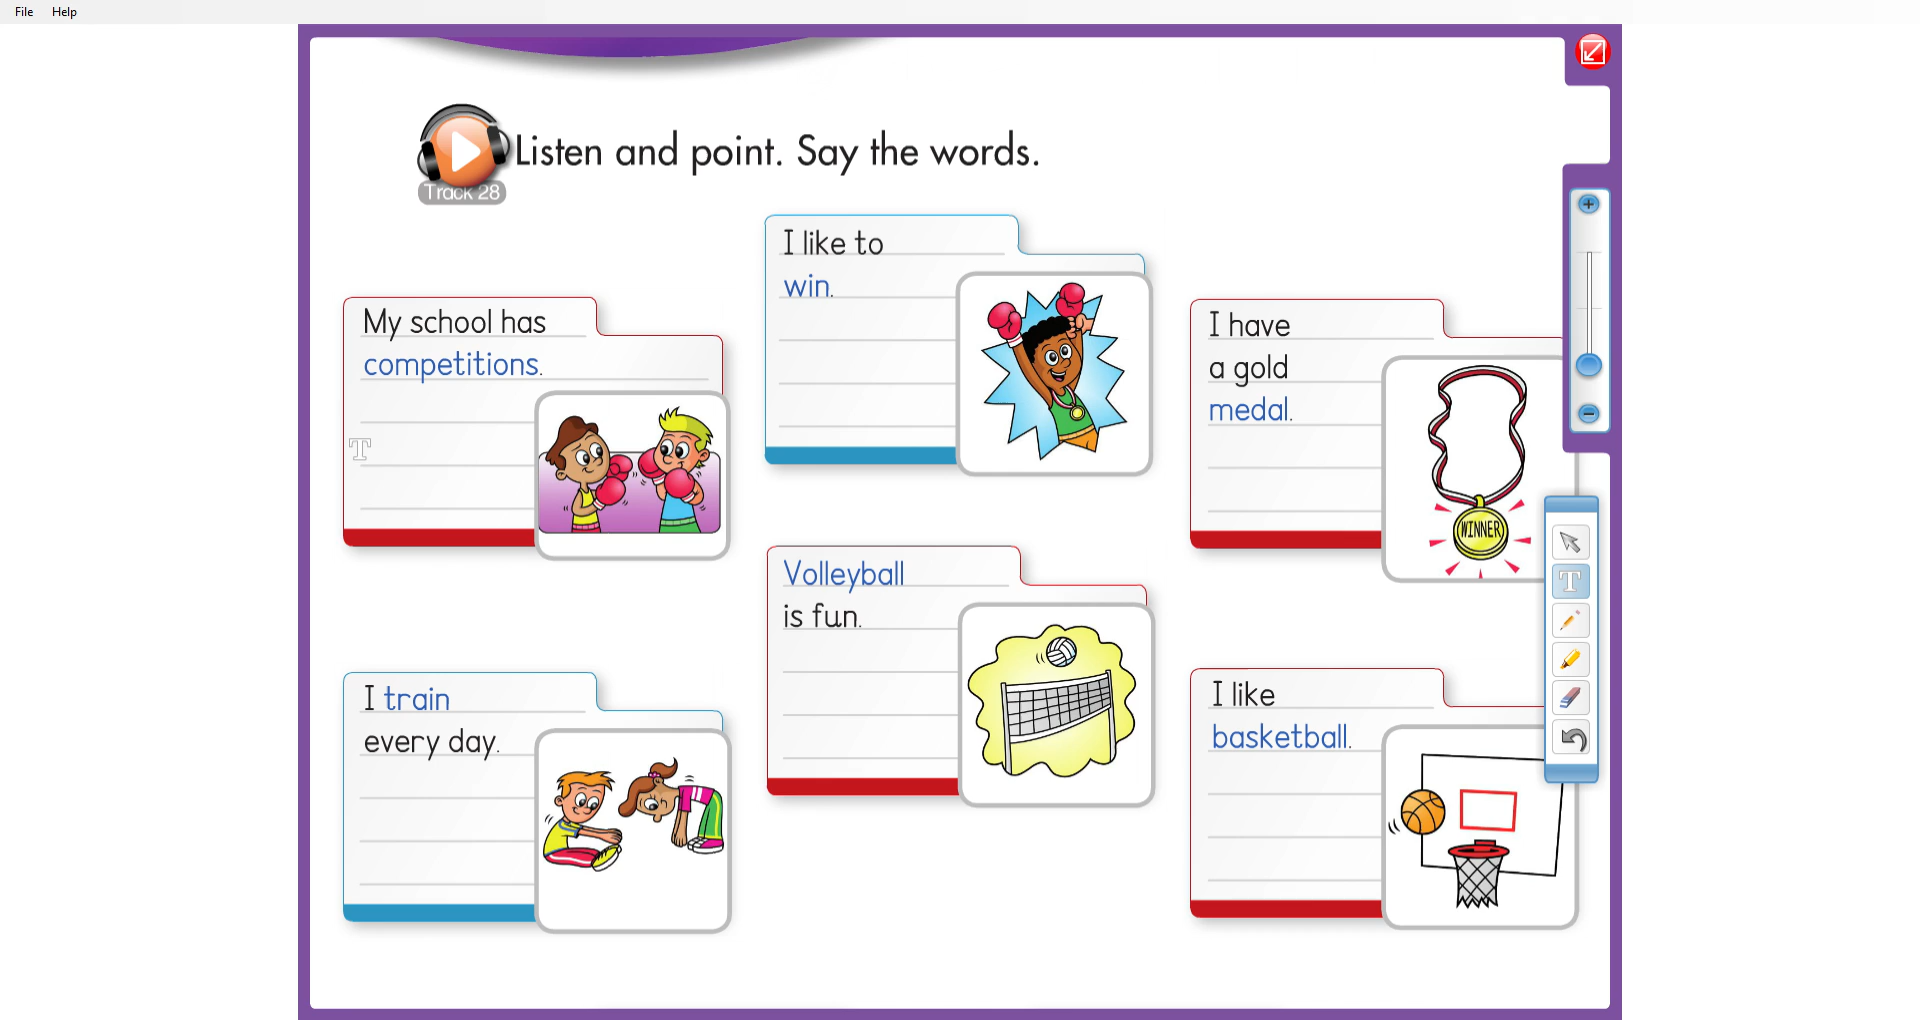 File Help
Listen and point. Say the words.
Track 28
My school has
competitions.
I like to
win.
I have
a gold
medal.
WINNER
I train
every day.
Volleyball
is fun.
I like
basketball.
T
T